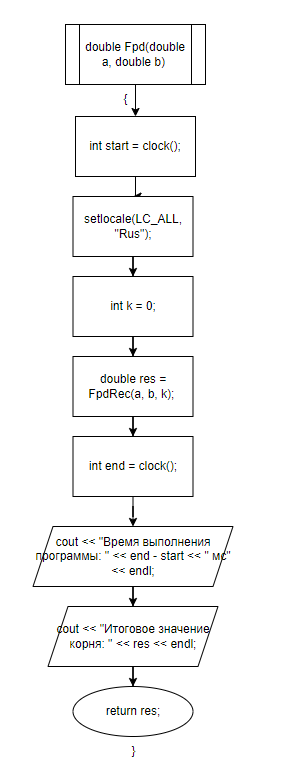 double Fpd(double
a, double b)
{
int start = clock();
setlocale(LC_ALL,
"Rus");
int k = 0;
double res =
FpdRec(a, b, k);
int end = clock();
cout << "Время выполнения
программы: " << end - start << " мс"
<< endl;
cout << "Итоговое значение
корня: " << res << endl;
return res;
}